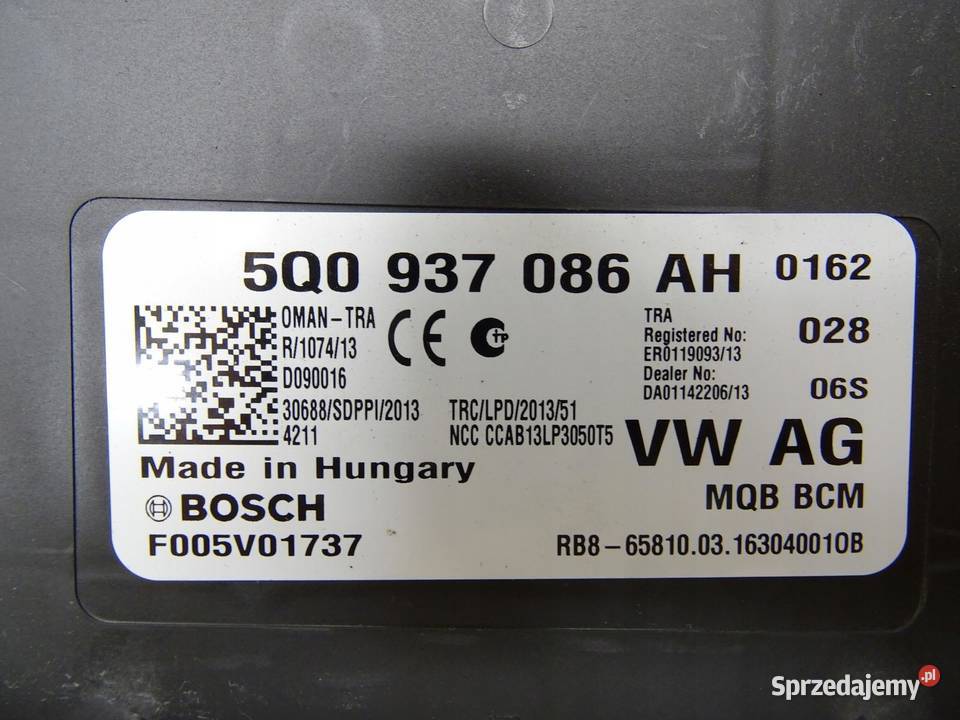 5Q0 937 086 AH 0162
OMAN-TRA
R/1074/13
D090016
30688/SDPPI/2013
4211
CE
TP
TRC/LPD/2013/51
NCC CCAB13LP3050T5
TRA
Registered No:
ER0119093/13
Dealer No:
DA01142206/13
028
06S
VW AG
MQB BCM
Made in Hungary
BOSCH
F005V01737
RB8-65810.03.163040010B
Sprzedajemy.pl